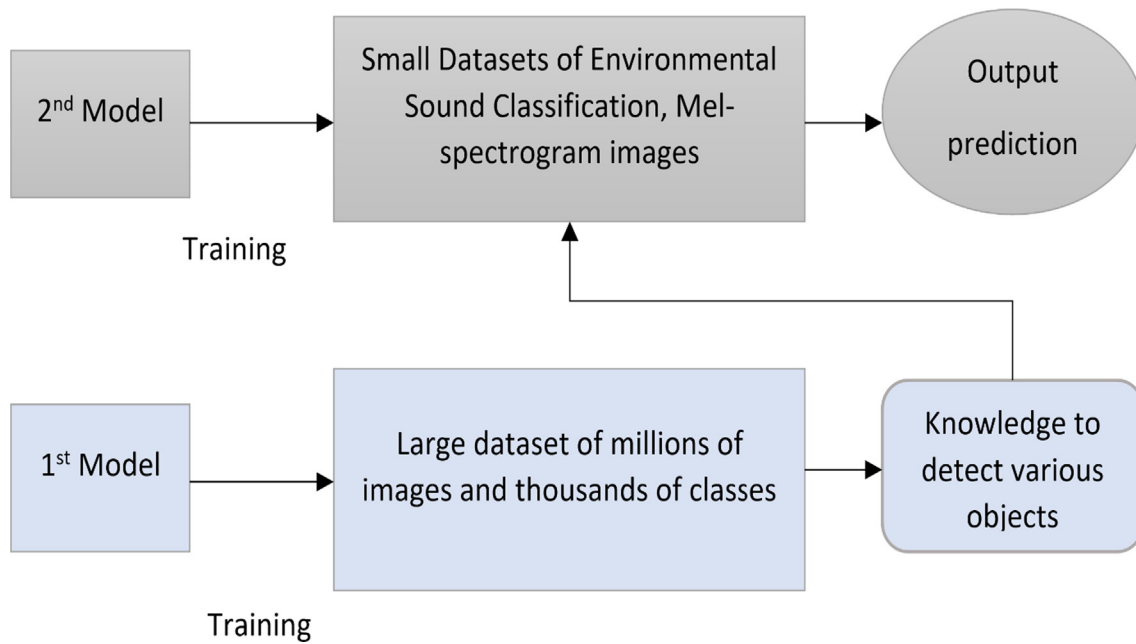 2nd Model
Small Datasets of Environmental
Sound Classification, Mel-
spectrogram images
Output
prediction
Training
1st Model
Large dataset of millions of
images and thousands of classes
Knowledge to
detect various
objects
Training